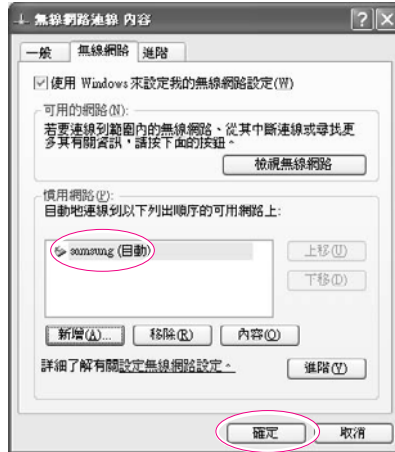 無線網路連線 內容
一般 無線網路 進階
使用 Windows 來設定我的無線網路設定(W)
可用的網路(N):
若要連線到範圍內的無線網路、從其中斷連線或尋找更
多其有關資訊，請按下面的按鈕。
檢視無線網路
慣用網路(P):
自動地連線到以下列出順序的可用網路上:
samsung (自動)
上移(U)
下移(D)
新增(A)... 移除(R) 內容(O)
詳細了解有關設定無線網路設定。
進階(V)
確定 取消